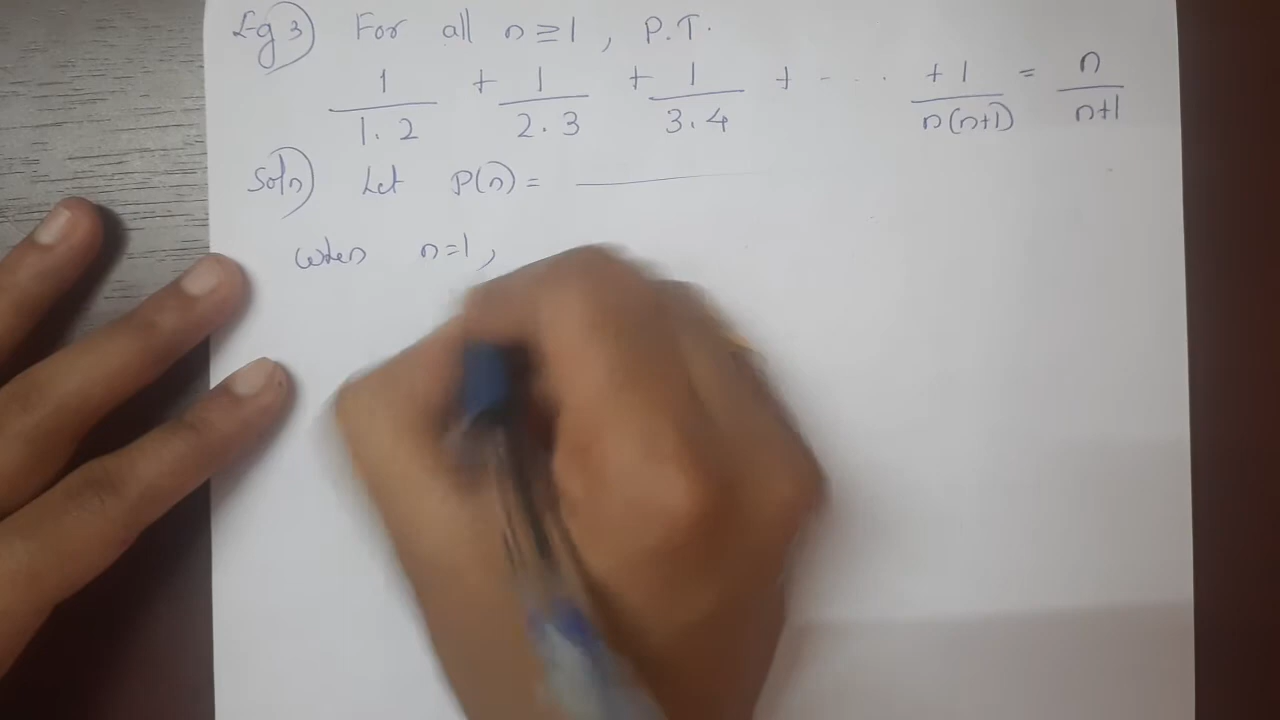 Eg 3) For all n ≥ 1, P.T.
1/1.2 + 1/2.3 + 1/3.4 + - . . . + 1/n(n+1) = n/n+1
Soln) Let P(n) = ———
when n=1,